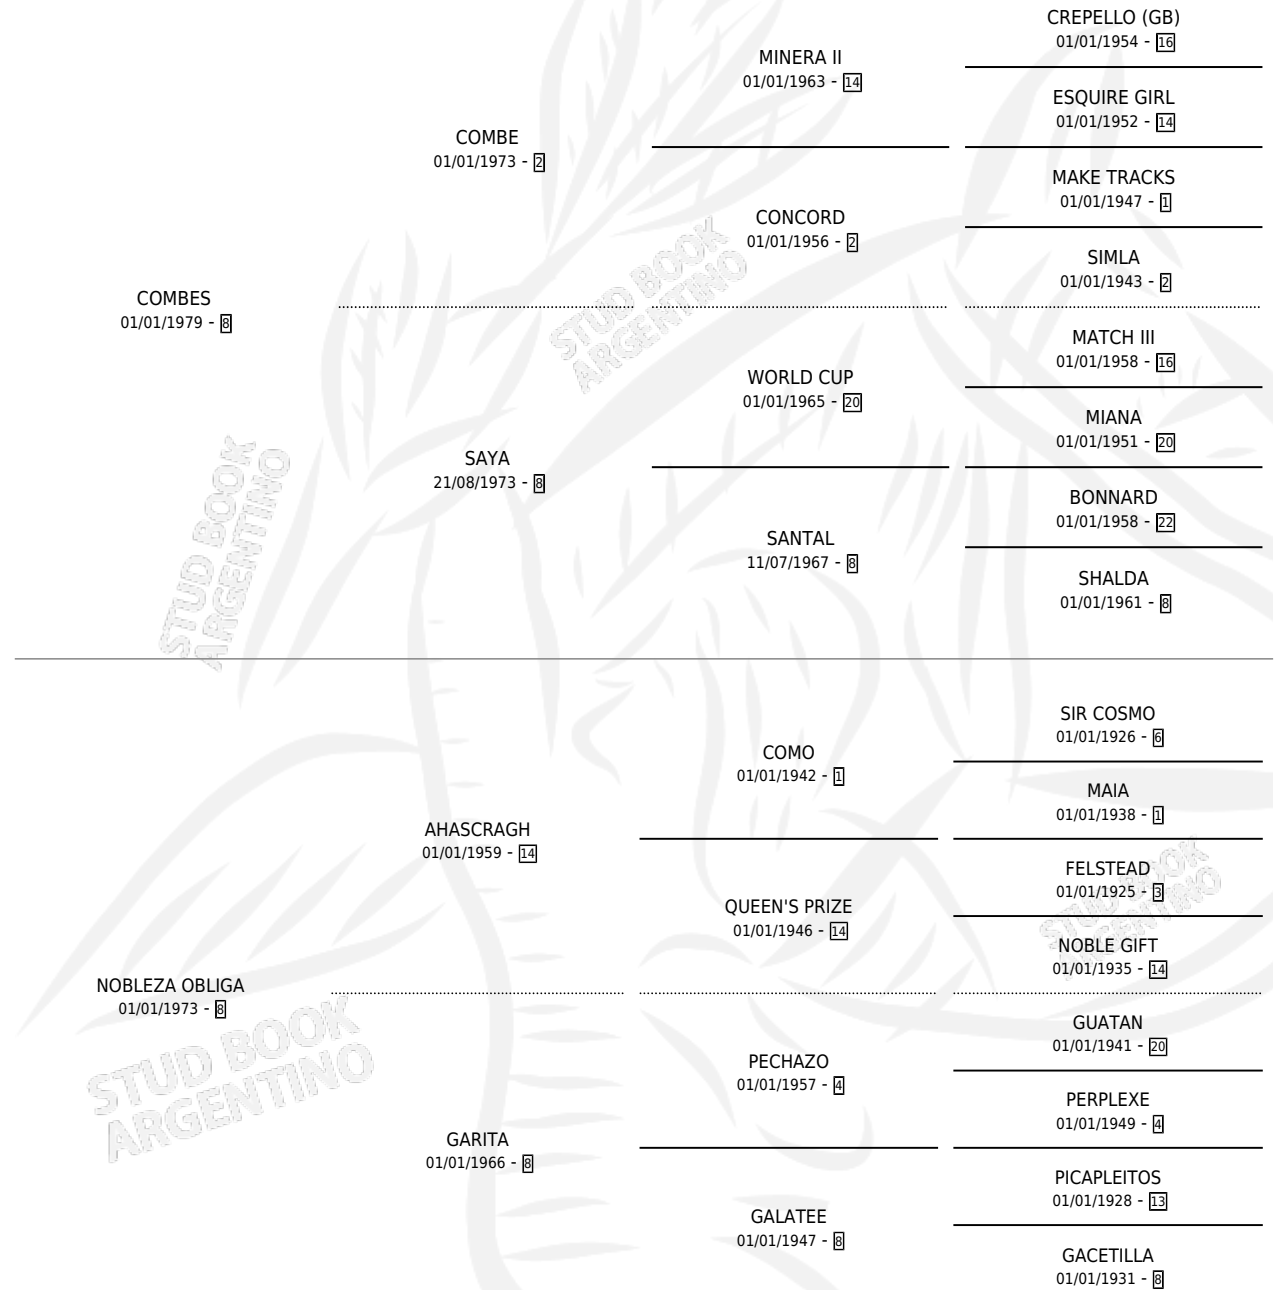 CREPELLO (GB)
01/01/1954 - 16
MINERA II
01/01/1963 - 14
ESQUIRE GIRL
01/01/1952 - 14
COMBE
01/01/1973 - 2
MAKE TRACKS
01/01/1947 - 1
CONCORD
01/01/1956 - 2
SIMLA
01/01/1943 - 2
COMBES
01/01/1979 - 8
MATCH III
01/01/1958 - 16
WORLD CUP
01/01/1965 - 20
MIANA
01/01/1951 - 20
SAYA
21/08/1973 - 8
BONNARD
01/01/1958 - 22
SANTAL
11/07/1967 - 8
SHALDA
01/01/1961 - 8
SIR COSMO
01/01/1926 - 6
COMO
01/01/1942 - 1
MAIA
01/01/1938 - 1
AHASCRAGH
01/01/1959 - 14
FELSTEAD
01/01/1925 - 3
QUEEN'S PRIZE
01/01/1946 - 14
NOBLE GIFT
01/01/1935 - 14
NOBLEZA OBLIGA
01/01/1973 - 8
GUATAN
01/01/1941 - 20
PECHAZO
01/01/1957 - 4
PERPLEXE
01/01/1949 - 4
GARITA
01/01/1966 - 8
PICAPLEITOS
01/01/1928 - 13
GALATEE
01/01/1947 - 8
GACETILLA
01/01/1931 - 8
STUD BOOK
ARGENTINO
STUD BOOK
ARGENTINO
STUD BOOK
ARGENTINO
STUD BOOK
ARGENTINO